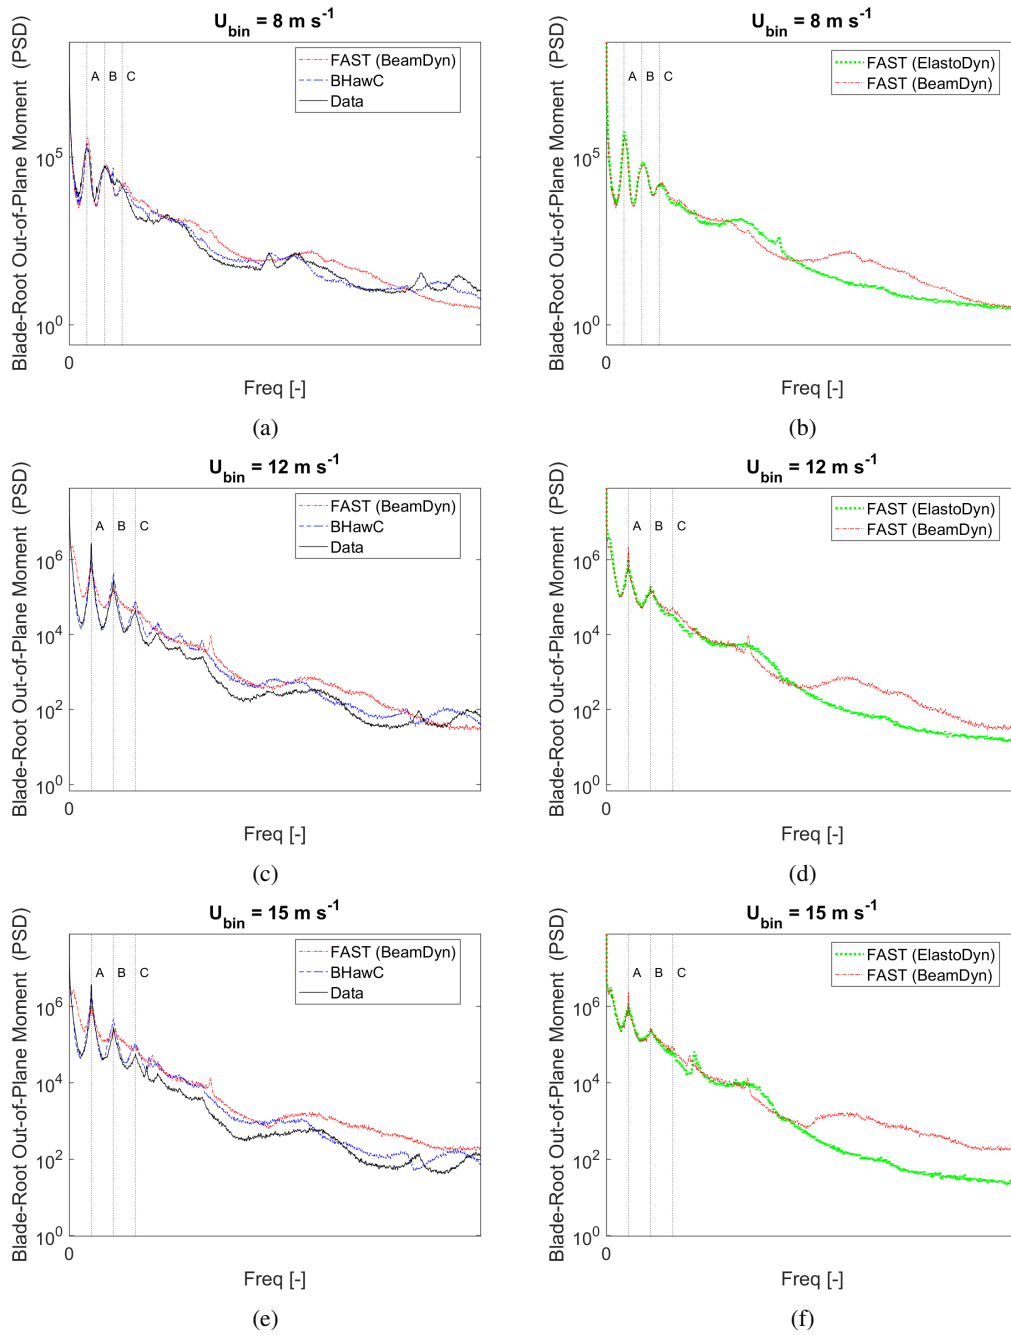 U_bin = 8 m s^-1
Blade-Root Out-of-Plane Moment (PSD)
A B C
FAST (BeamDyn)
BHawC
Data
10^5
10^0
0
Freq [-]
(a)
U_bin = 8 m s^-1
Blade-Root Out-of-Plane Moment (PSD)
A B C
FAST (ElastoDyn)
FAST (BeamDyn)
10^5
10^0
0
Freq [-]
(b)
U_bin = 12 m s^-1
Blade-Root Out-of-Plane Moment (PSD)
A B C
FAST (BeamDyn)
BHawC
Data
10^6
10^4
10^2
10^0
0
Freq [-]
(c)
U_bin = 12 m s^-1
Blade-Root Out-of-Plane Moment (PSD)
A B C
FAST (ElastoDyn)
FAST (BeamDyn)
10^6
10^4
10^2
10^0
0
Freq [-]
(d)
U_bin = 15 m s^-1
Blade-Root Out-of-Plane Moment (PSD)
A B C
FAST (BeamDyn)
BHawC
Data
10^6
10^4
10^2
10^0
0
Freq [-]
(e)
U_bin = 15 m s^-1
Blade-Root Out-of-Plane Moment (PSD)
A B C
FAST (ElastoDyn)
FAST (BeamDyn)
10^6
10^4
10^2
10^0
0
Freq [-]
(f)